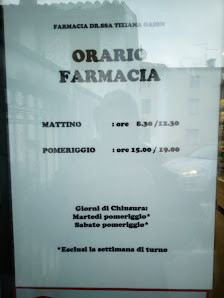 FARMACIA DR.SSA TIZIANA
ORARIO
FARMACIA
MATTINO : ore 8.30 /12.30
POMERIGGIO : ore 15.00 / 19.00
Giorni di Chiusura:
Martedì pomeriggio*
Sabato pomeriggio*
*Esclusi la settimana di turno